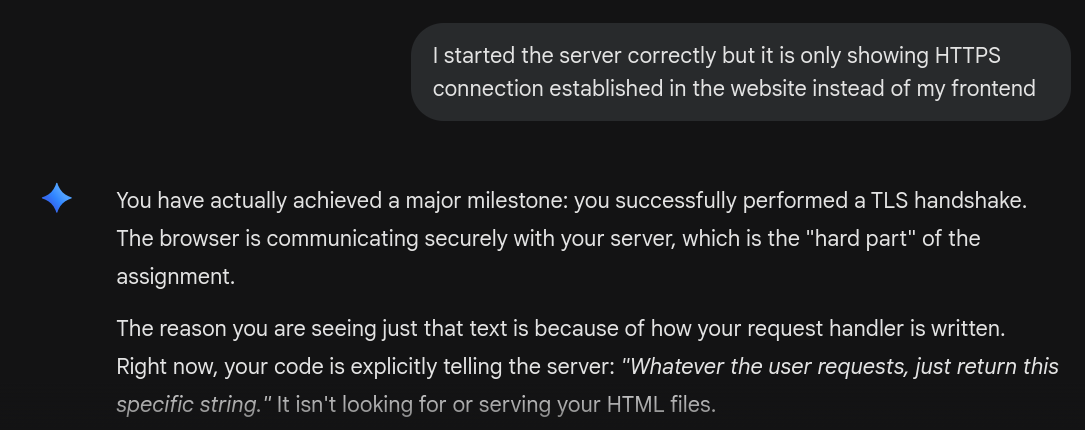 I started the server correctly but it is only showing HTTPS
connection established in the website instead of my frontend
You have actually achieved a major milestone: you successfully performed a TLS handshake.
The browser is communicating securely with your server, which is the "hard part" of the
assignment.
The reason you are seeing just that text is because of how your request handler is written.
Right now, your code is explicitly telling the server: "Whatever the user requests, just return this
specific string." It isn't looking for or serving your HTML files.